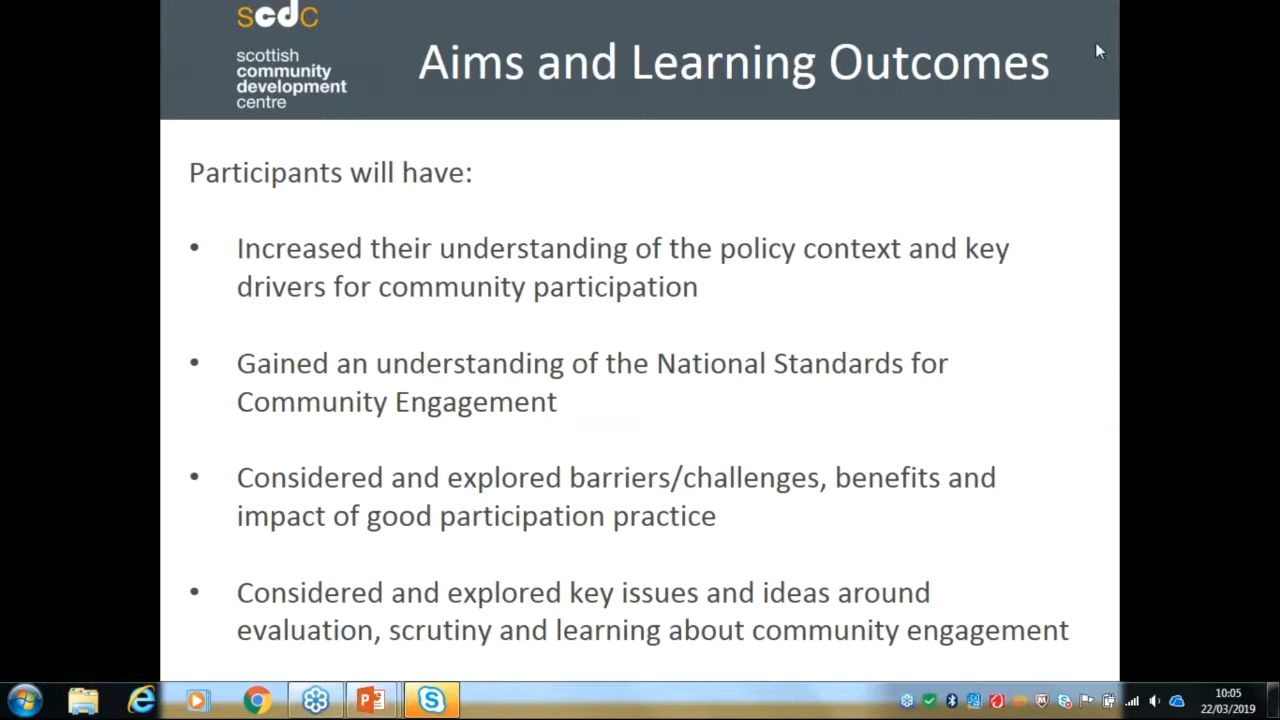 scdc
scottish
community
development
centre
Aims and Learning Outcomes
Participants will have:
• Increased their understanding of the policy context and key
drivers for community participation
• Gained an understanding of the National Standards for
Community Engagement
• Considered and explored barriers/challenges, benefits and
impact of good participation practice
• Considered and explored key issues and ideas around
evaluation, scrutiny and learning about community engagement
10:05
22/03/2019